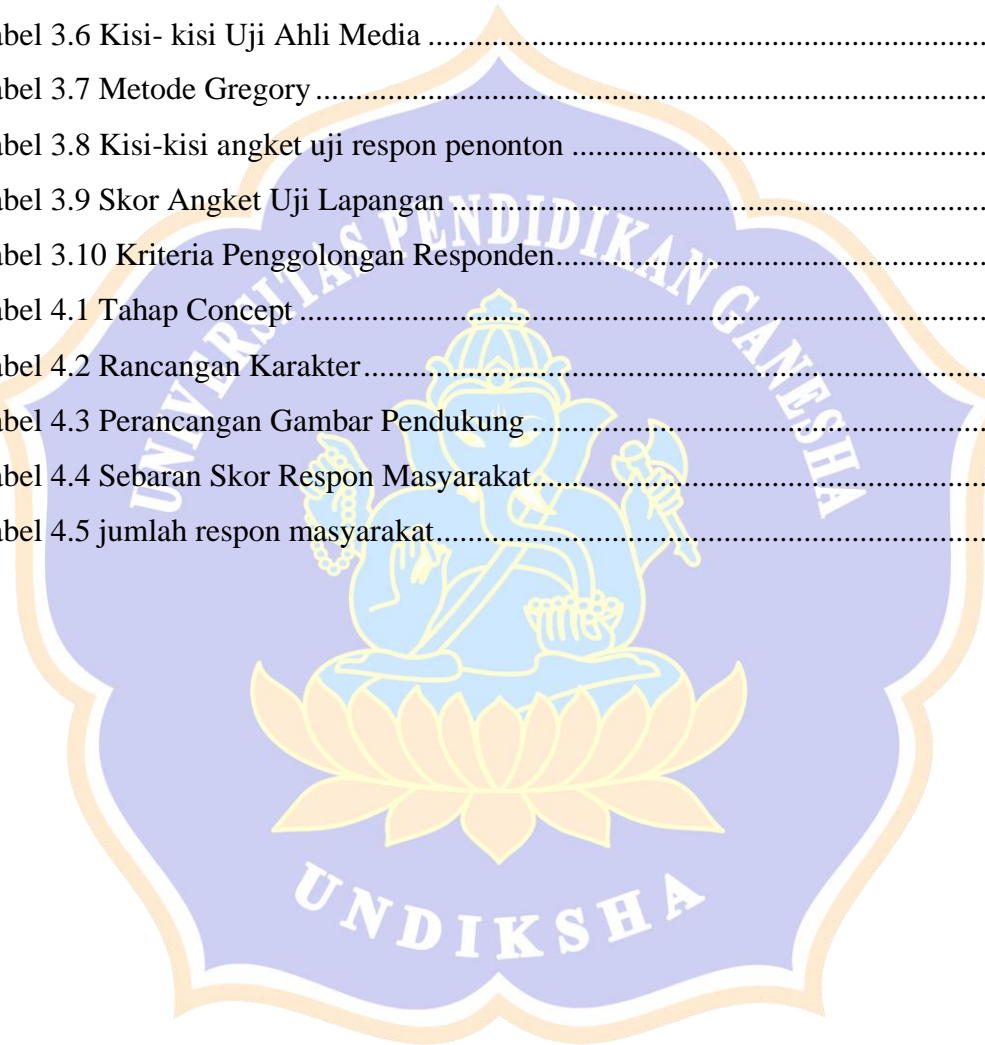 abel 3.6 Kisi- kisi Uji Ahli Media ........................................................................
abel 3.7 Metode Gregory ........................................................................................
abel 3.8 Kisi-kisi angket uji respon penonton ......................................................
abel 3.9 Skor Angket Uji Lapangan .....................................................................
abel 3.10 Kriteria Penggolongan Responden.......................................................
abel 4.1 Tahap Concept .........................................................................................
abel 4.2 Rancangan Karakter................................................................................
abel 4.3 Perancangan Gambar Pendukung ..........................................................
abel 4.4 Sebaran Skor Respon Masyarakat..........................................................
abel 4.5 jumlah respon masyarakat.......................................................................
UNIVERSITAS PENDIDIKAN GANESHA
UNDIKSHA